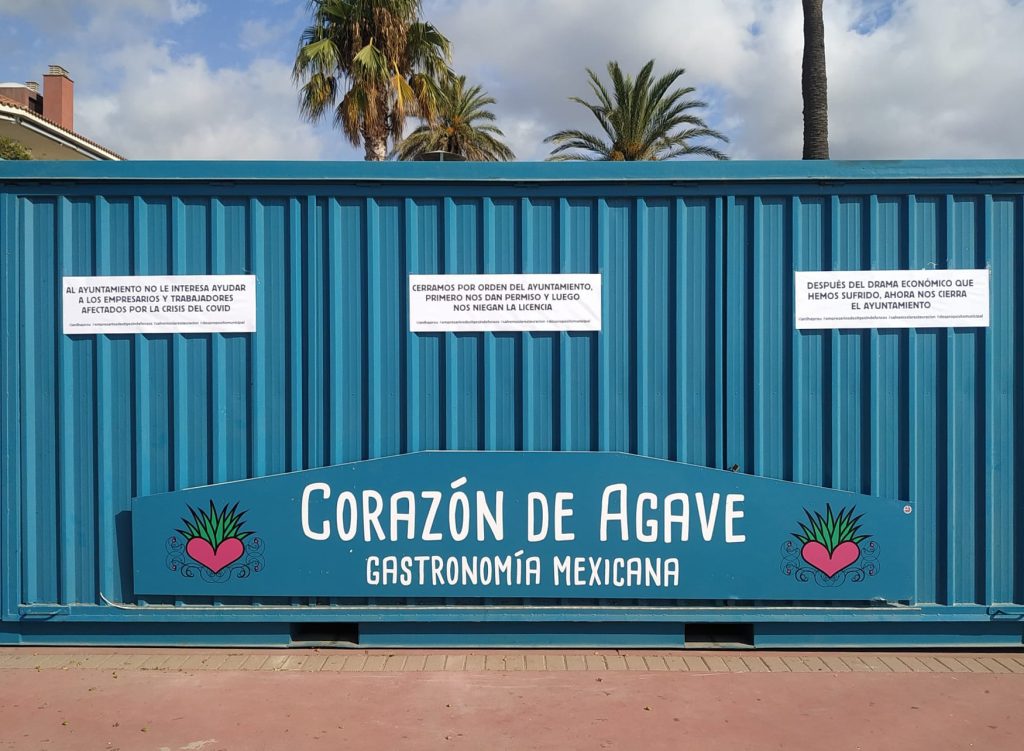 AL AYUNTAMIENTO NO LE INTERESA AYUDAR
A LOS EMPRESARIOS Y TRABAJADORES
AFECTADOS POR LA CRISIS DEL COVID
CERRAMOS POR ORDEN DEL AYUNTAMIENTO,
PRIMERO NOS DAN PERMISO Y LUEGO
NOS NIEGAN LA LICENCIA
DESPUÉS DEL DRAMA ECONÓMICO QUE
HEMOS SUFRIDO, AHORA NOS CIERRA
EL AYUNTAMIENTO
CORAZÓN DE AGAVE
GASTRONOMÍA MEXICANA